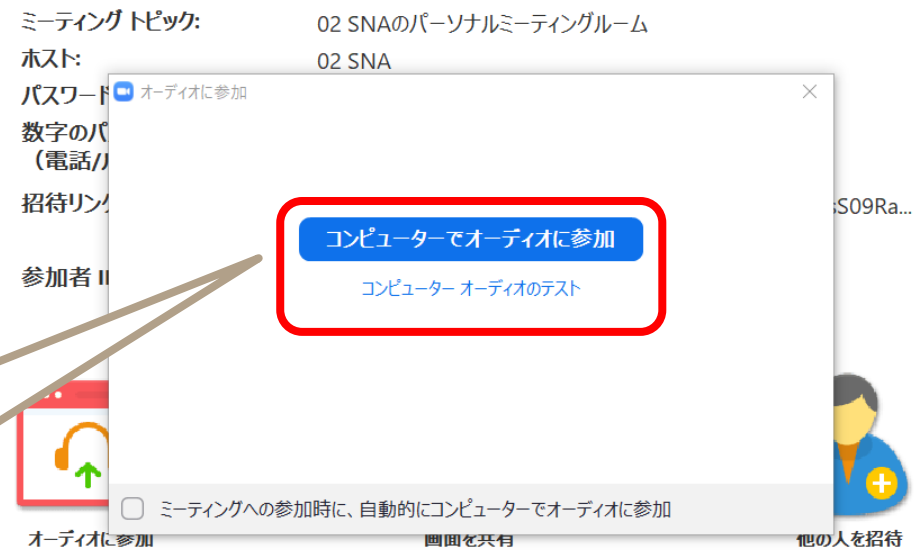 ミーティング トピック: 02 SNAのパーソナルミーティングルーム
ホスト: 02 SNA
パスワード
オーディオに参加
数字のパ
（電話/
招待リンク sS09Ra...
コンピューターでオーディオに参加
参加者 I
コンピューター オーディオのテスト
ミーティングへの参加時に、自動的にコンピューターでオーディオに参加
オーディオに参加 画面を共有 他の人を招待